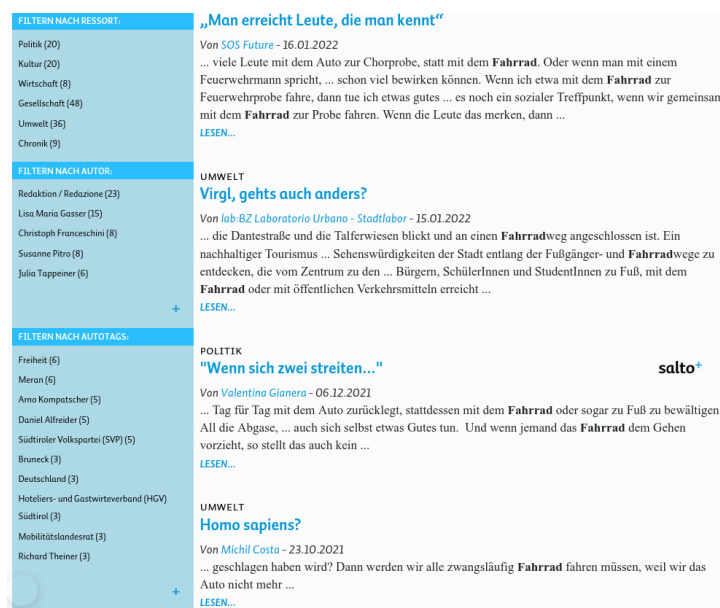 FILTERN NACH RESSORT:
Politik (20)
Kultur (20)
Wirtschaft (8)
Gesellschaft (48)
Umwelt (36)
Chronik (9)
FILTERN NACH AUTOR:
Redaktion / Redazione (23)
Lisa Maria Gasser (15)
Christoph Franceschini (8)
Susanne Pitro (8)
Julia Tappeiner (6)
+
FILTERN NACH AUTOTAGS:
Freiheit (6)
Meran (6)
Arno Kompatscher (5)
Daniel Alfreider (5)
Südtiroler Volkspartei (SVP) (5)
Bruneck (3)
Deutschland (3)
Hoteliers- und Gastwirteverband (HGV)
Südtirol (3)
Mobilitätslandesrat (3)
Richard Theiner (3)
+
„Man erreicht Leute, die man kennt“
Von SOS Future - 16.01.2022
... viele Leute mit dem Auto zur Chorprobe, statt mit dem Fahrrad. Oder wenn man mit einem
Feuerwehrmann spricht, ... schon viel bewirken können. Wenn ich etwa mit dem Fahrrad zur
Feuerwehrprobe fahre, dann tue ich etwas gutes ... es noch ein sozialer Treffpunkt, wenn wir gemeinsam
mit dem Fahrrad zur Probe fahren. Wenn die Leute das merken, dann ...
LESEN...
UMWELT
Virgl, gehts auch anders?
Von lab:BZ Laboratorio Urbano - Stadtlabor - 15.01.2022
... die Dantestraße und die Talferwiesen blickt und an einen Fahrradweg angeschlossen ist. Ein
nachhaltiger Tourismus ... Sehenswürdigkeiten der Stadt entlang der Fußgänger- und Fahrradwege zu
entdecken, die vom Zentrum zu den ... Bürgern, SchülerInnen und StudentInnen zu Fuß, mit dem
Fahrrad oder mit öffentlichen Verkehrsmitteln erreicht ...
LESEN...
POLITIK
"Wenn sich zwei streiten..."
salto+
Von Valentina Gianera - 06.12.2021
... Tag für Tag mit dem Auto zurücklegt, stattdessen mit dem Fahrrad oder sogar zu Fuß zu bewältigen
All die Abgase, ... auch sich selbst etwas Gutes tun. Und wenn jemand das Fahrrad dem Gehen
vorzieht, so stellt das auch kein ...
LESEN...
UMWELT
Homo sapiens?
Von Michil Costa - 23.10.2021
... geschlagen haben wird? Dann werden wir alle zwangsläufig Fahrrad fahren müssen, weil wir das
Auto nicht mehr ...
LESEN...